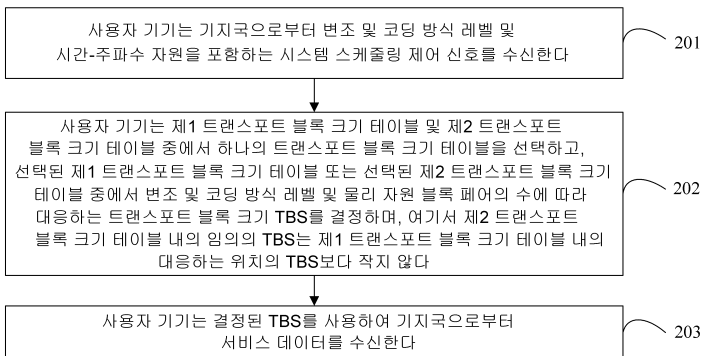 사용자 기기는 기지국으로부터 변조 및 코딩 방식 레벨 및
시간-주파수 자원을 포함하는 시스템 스케줄링 제어 신호를 수신한다
201
사용자 기기는 제1 트랜스포트 블록 크기 테이블 및 제2 트랜스포트
블록 크기 테이블 중에서 하나의 트랜스포트 블록 크기 테이블을 선택하고,
선택된 제1 트랜스포트 블록 크기 테이블 또는 선택된 제2 트랜스포트 블록 크기
테이블 중에서 변조 및 코딩 방식 레벨 및 물리 자원 블록 페어의 수에 따라
대응하는 트랜스포트 블록 크기 TBS를 결정하며, 여기서 제2 트랜스포트
블록 크기 테이블 내의 임의의 TBS는 제1 트랜스포트 블록 크기 테이블 내의
대응하는 위치의 TBS보다 작지 않다
202
사용자 기기는 결정된 TBS를 사용하여 기지국으로부터
서비스 데이터를 수신한다
203